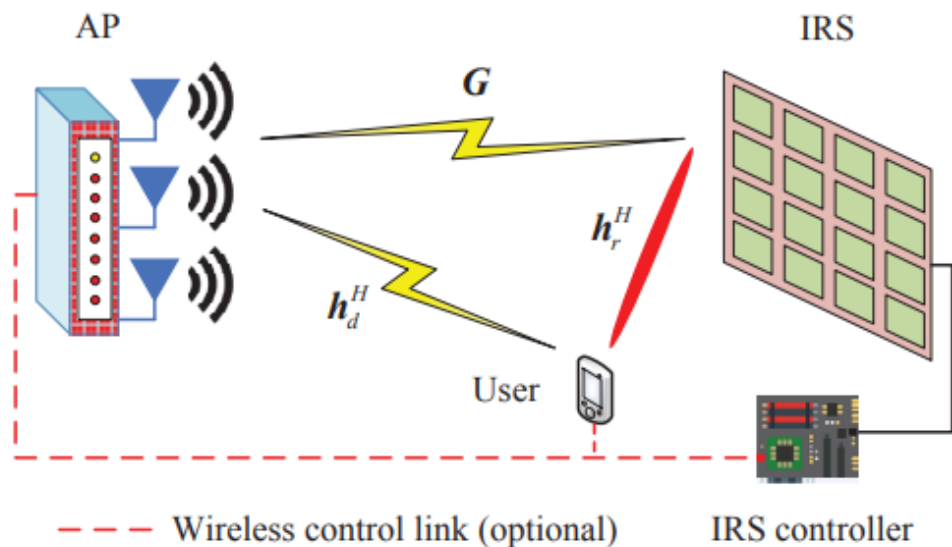 AP
IRS
G
h_r^H
h_d^H
User
Wireless control link (optional)
IRS controller